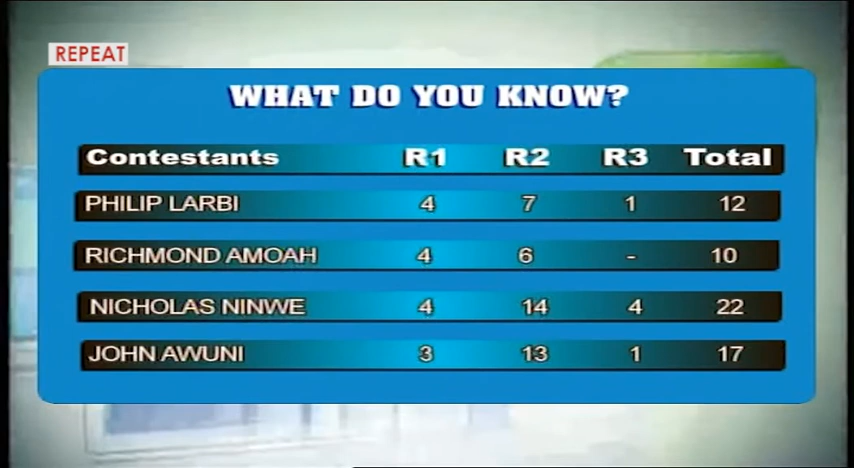 REPEAT
WHAT DO YOU KNOW?
Contestants R1 R2 R3 Total
PHILIP LARBI 4 7 1 12
RICHMOND AMOAH 4 6 - 10
NICHOLAS NINWE 4 14 4 22
JOHN AWUNI 3 13 1 17